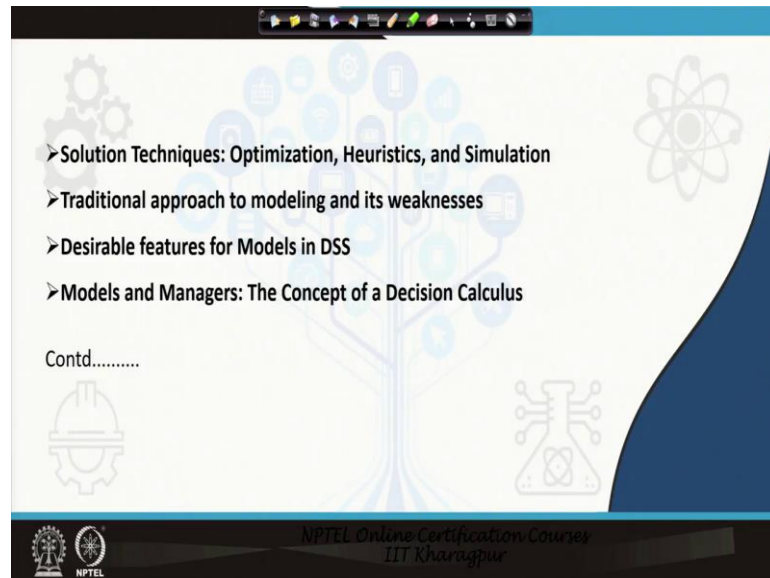 ➢Solution Techniques: Optimization, Heuristics, and Simulation
➢Traditional approach to modeling and its weaknesses
➢Desirable features for Models in DSS
➢Models and Managers: The Concept of a Decision Calculus
Contd..........
NPTEL Online Certification Courses
IIT Kharagpur
NPTEL